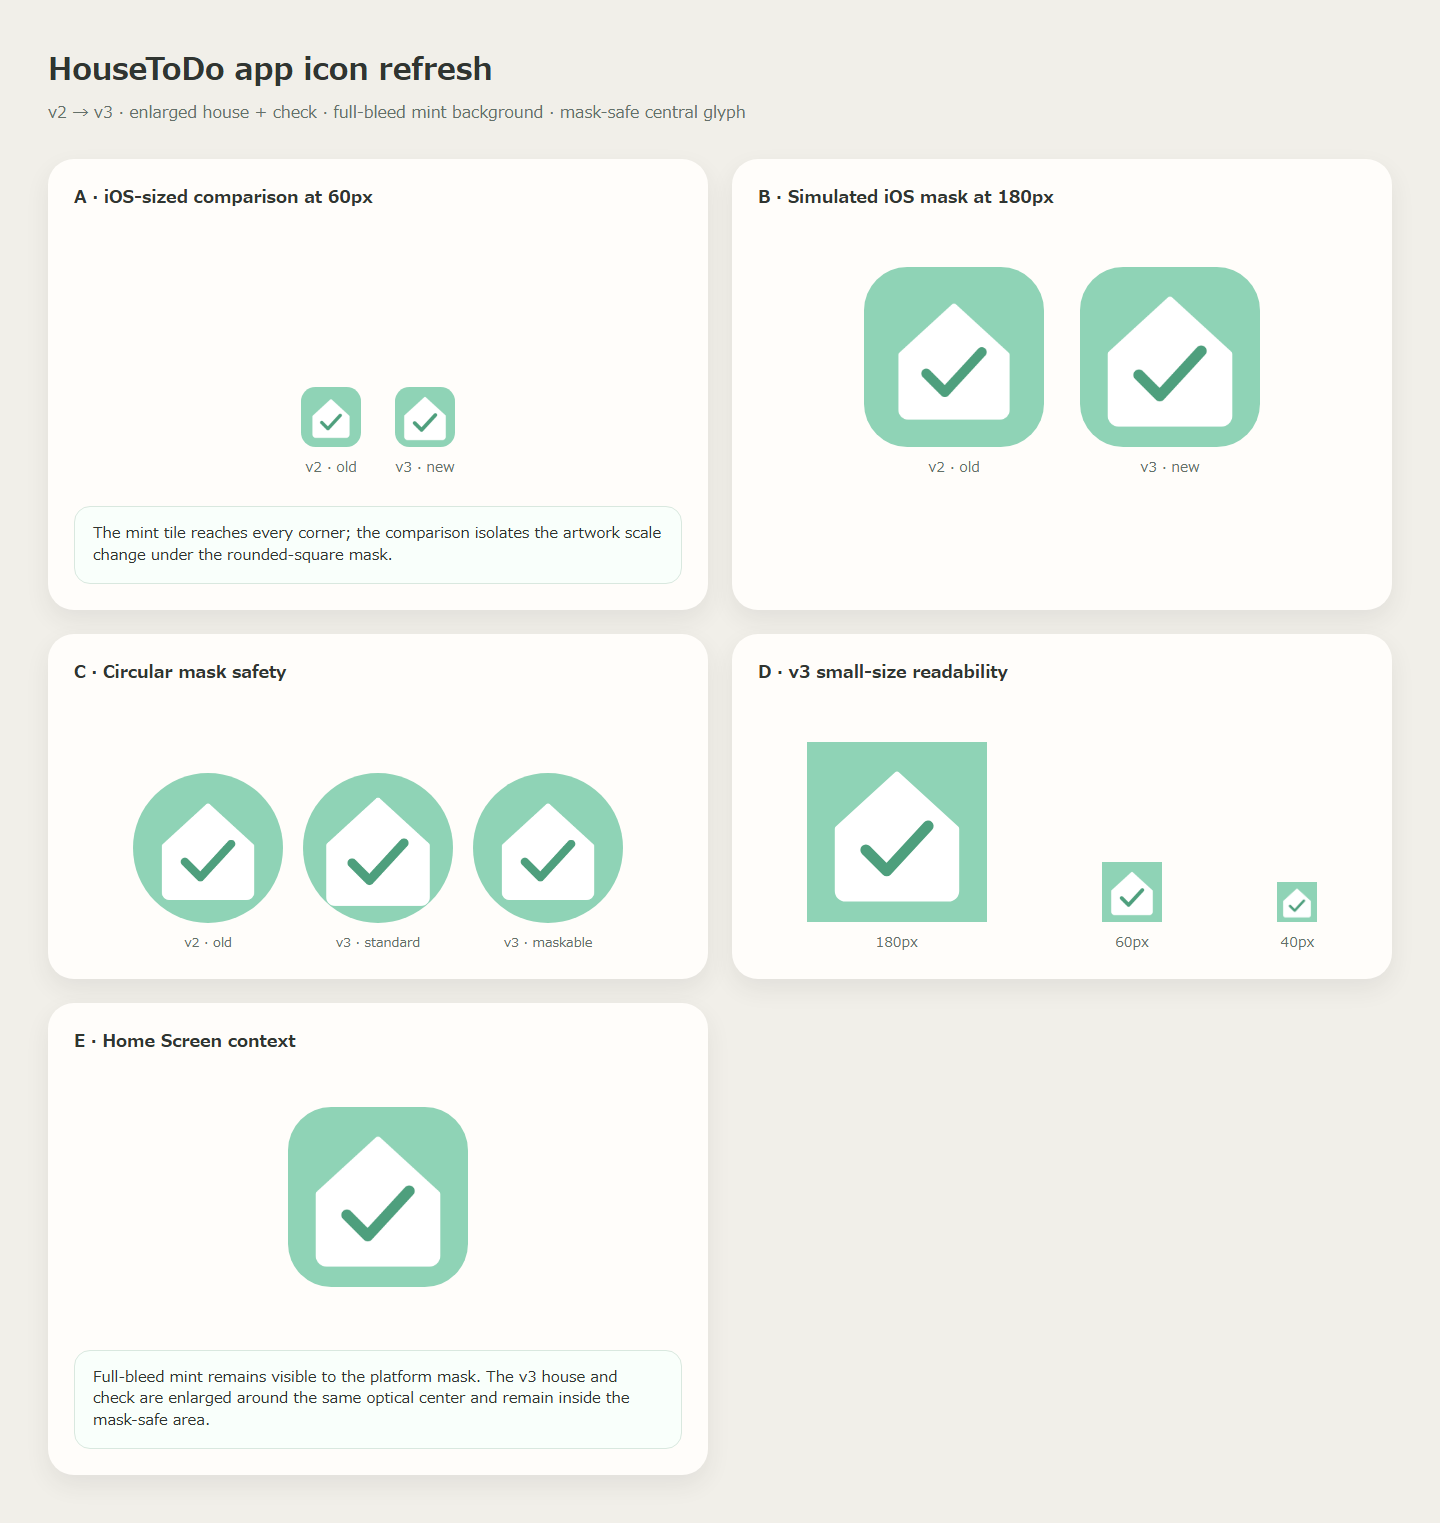 HouseToDo app icon refresh
v2 → v3 · enlarged house + check · full-bleed mint background · mask-safe central glyph
A · iOS-sized comparison at 60px
v2 · old
v3 · new
The mint tile reaches every corner; the comparison isolates the artwork scale
change under the rounded-square mask.
B · Simulated iOS mask at 180px
v2 · old
v3 · new
C · Circular mask safety
v2 · old
v3 · standard
v3 · maskable
D · v3 small-size readability
180px
60px
40px
E · Home Screen context
Full-bleed mint remains visible to the platform mask. The v3 house and
check are enlarged around the same optical center and remain inside the
mask-safe area.